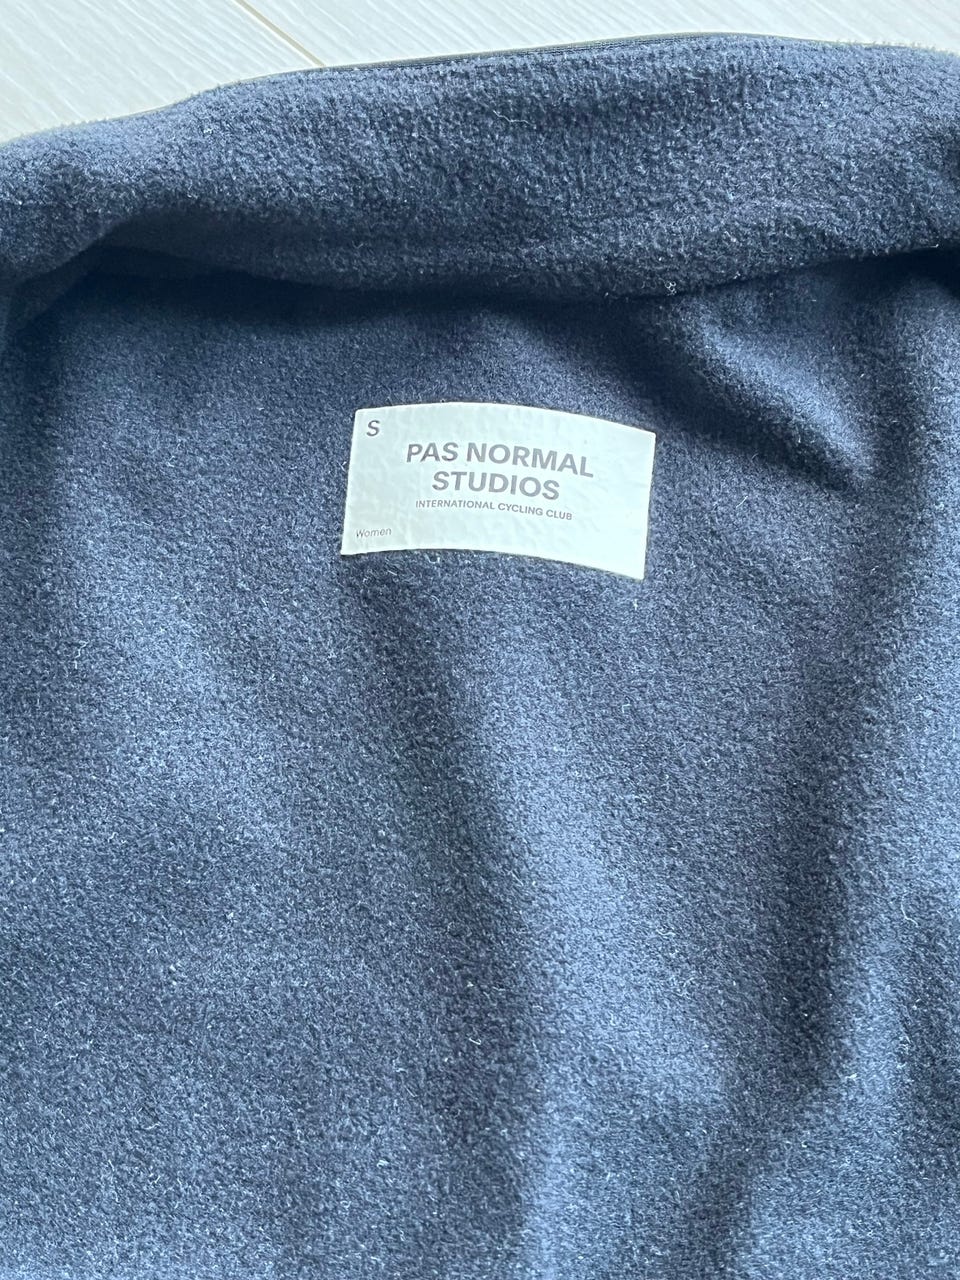 S
PAS NORMAL
STUDIOS
INTERNATIONAL CYCLING CLUB
Women